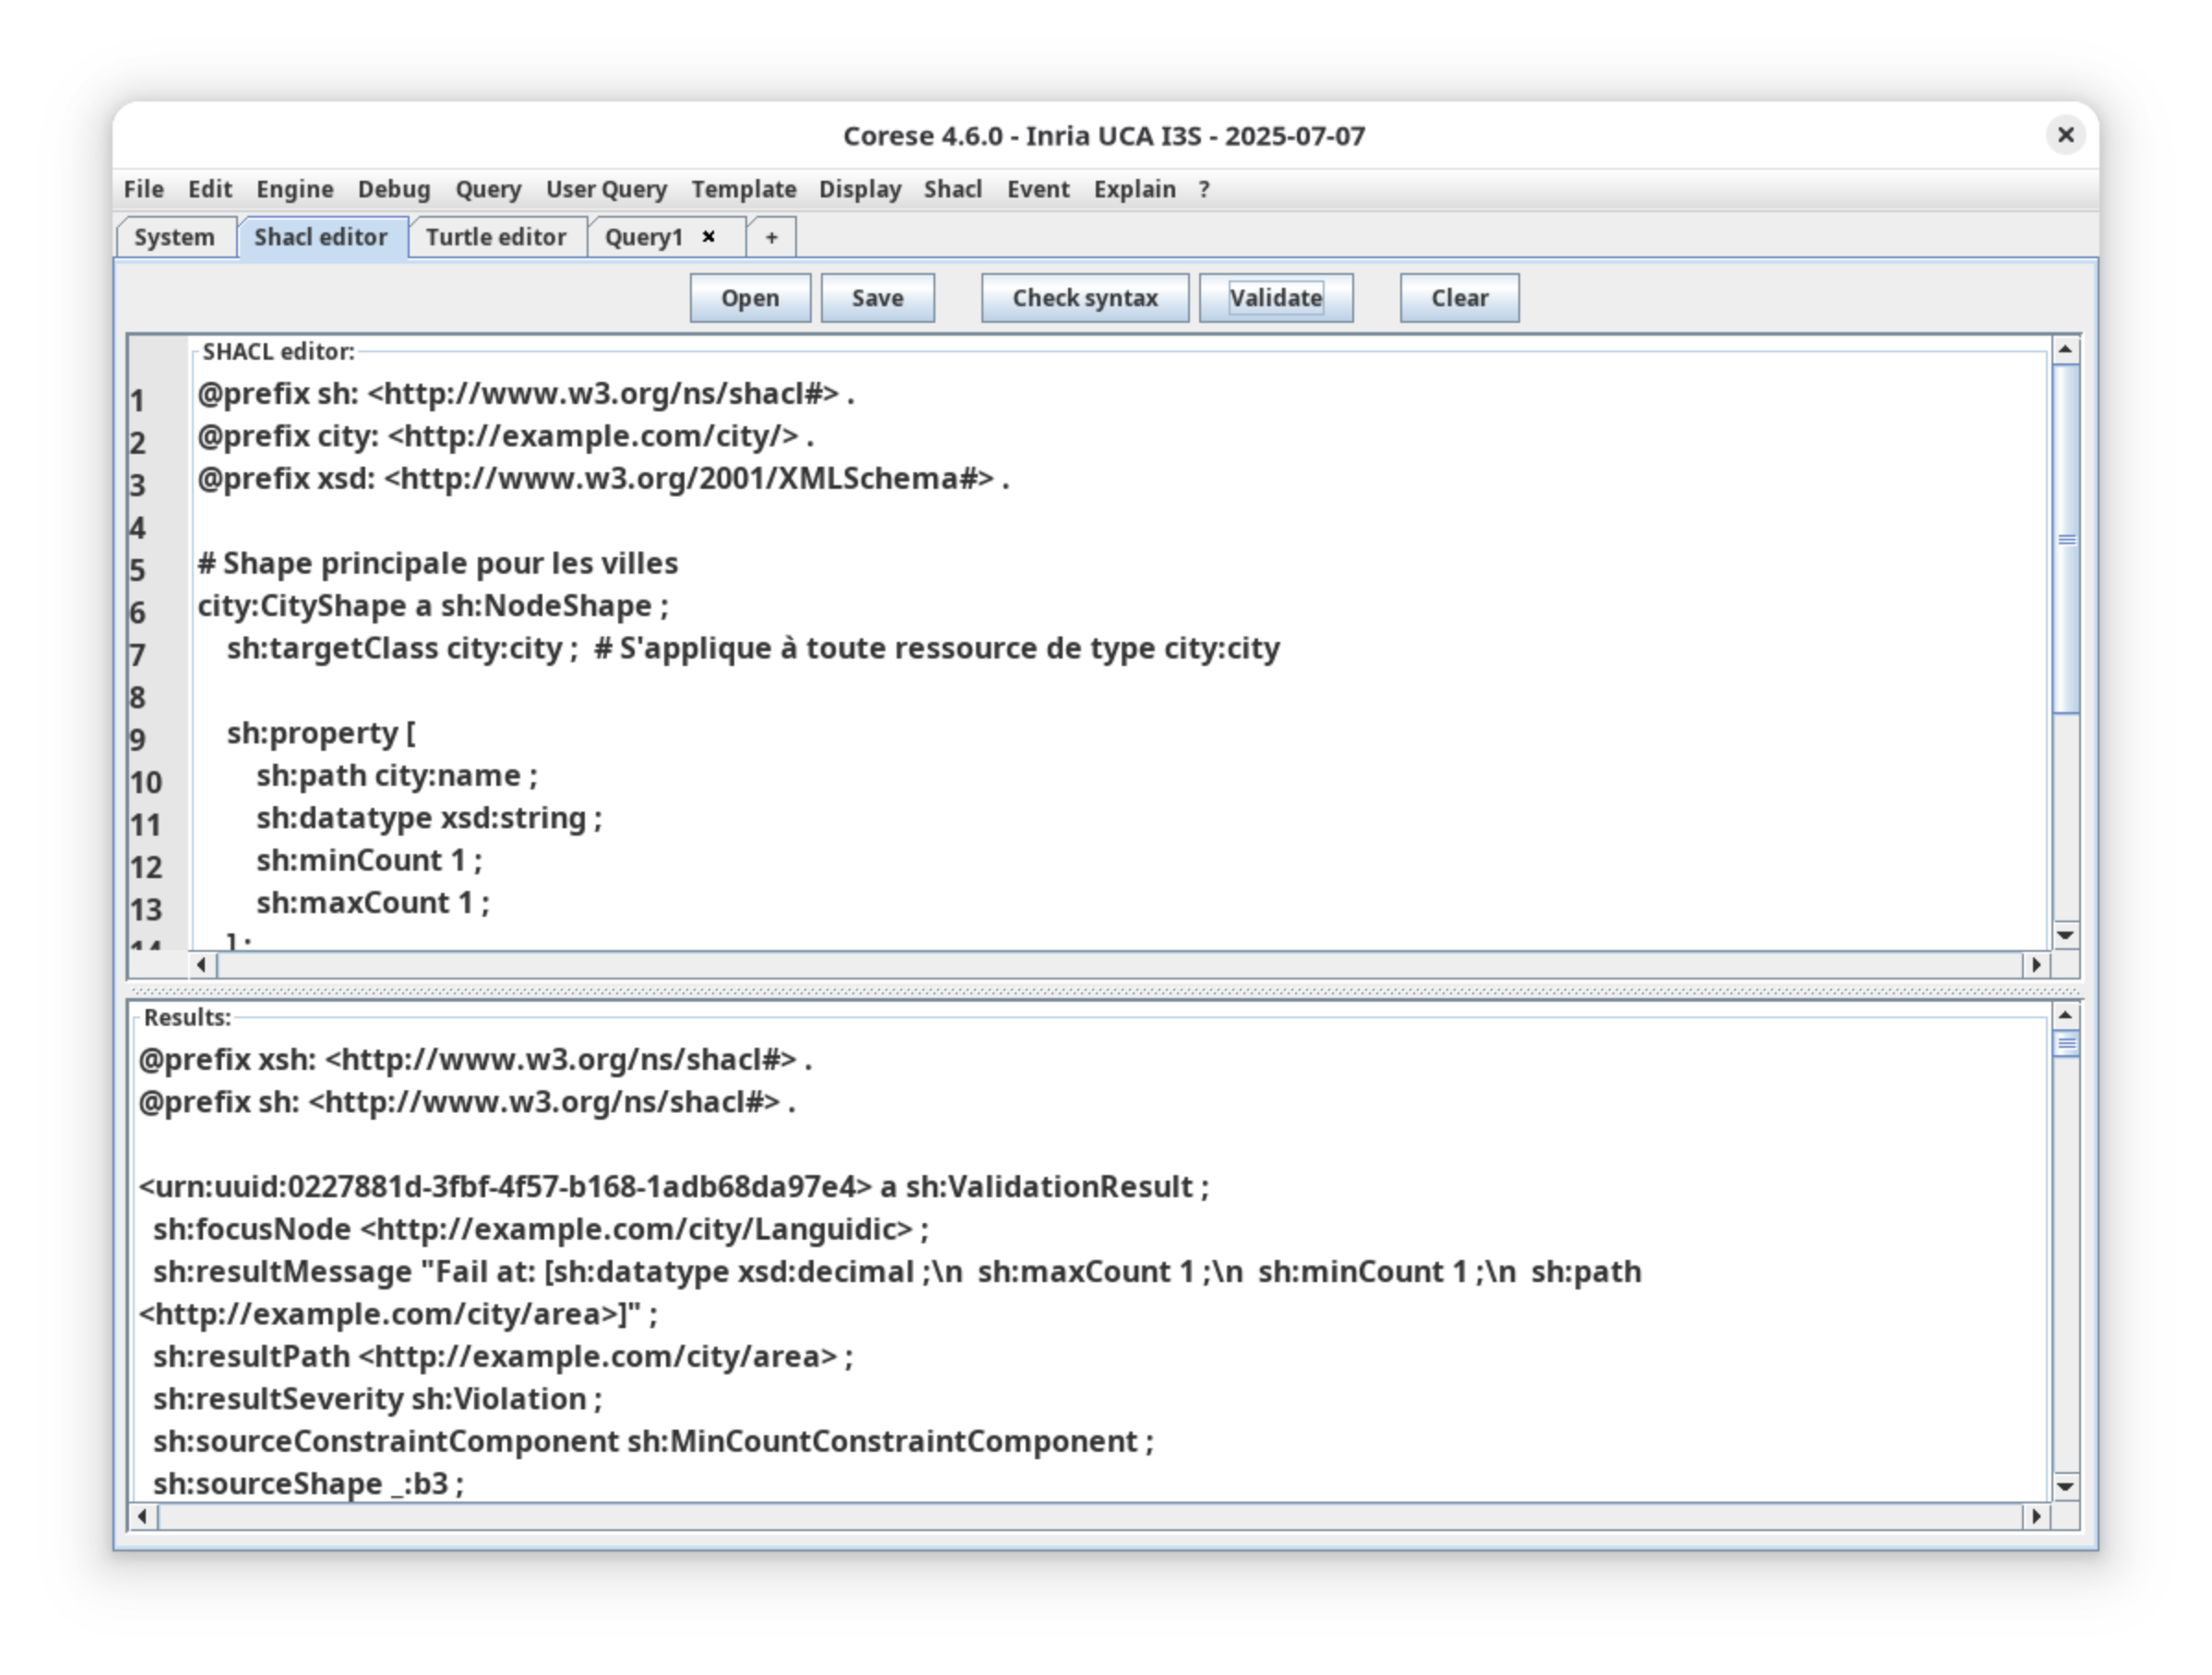 Corese 4.6.0 - Inria UCA I3S - 2025-07-07
File Edit Engine Debug Query User Query Template Display Shacl Event Explain ?
System Shacl editor Turtle editor Query1 × +
Open Save Check syntax Validate Clear
SHACL editor:
1 @prefix sh: <http://www.w3.org/ns/shacl#> .
2 @prefix city: <http://example.com/city/> .
3 @prefix xsd: <http://www.w3.org/2001/XMLSchema#> .
4
5 # Shape principale pour les villes
6 city:CityShape a sh:NodeShape ;
7 sh:targetClass city:city ; # S'applique à toute ressource de type city:city
8
9 sh:property [
10 sh:path city:name ;
11 sh:datatype xsd:string ;
12 sh:minCount 1 ;
13 sh:maxCount 1 ;
14 ] ;
Results:
@prefix xsh: <http://www.w3.org/ns/shacl#> .
@prefix sh: <http://www.w3.org/ns/shacl#> .
<urn:uuid:0227881d-3fbf-4f57-b168-1adb68da97e4> a sh:ValidationResult ;
sh:focusNode <http://example.com/city/Languidic> ;
sh:resultMessage "Fail at: [sh:datatype xsd:decimal ;\n sh:maxCount 1 ;\n sh:minCount 1 ;\n sh:path
<http://example.com/city/area>]" ;
sh:resultPath <http://example.com/city/area> ;
sh:resultSeverity sh:Violation ;
sh:sourceConstraintComponent sh:MinCountConstraintComponent ;
sh:sourceShape _:b3 ;